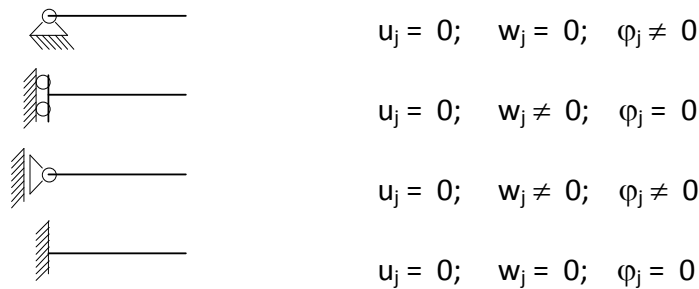 uj = 0; wj = 0; φj ≠ 0
uj = 0; wj ≠ 0; φj = 0
uj = 0; wj ≠ 0; φj ≠ 0
uj = 0; wj = 0; φj = 0